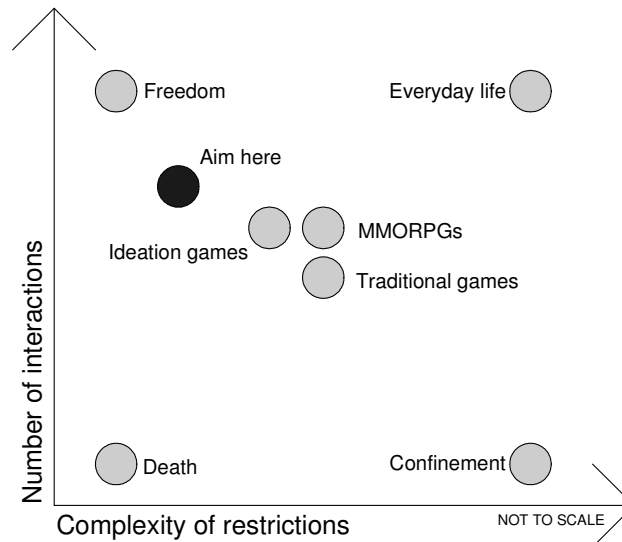 Freedom
Everyday life
Aim here
Ideation games
MMORPGs
Traditional games
Death
Confinement
Number of interactions
Complexity of restrictions
NOT TO SCALE